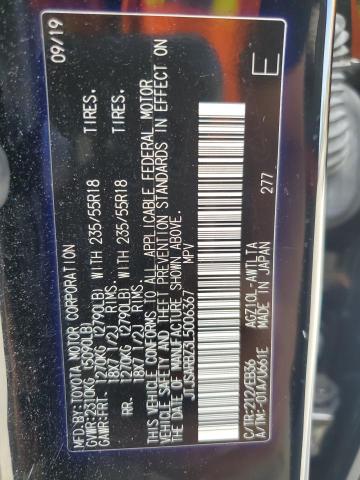 MFD.BY:TOYOTA MOTOR CORPORATION 09/19
GVWR:2310KG (5090LB)
GAWR:FRT. 1270KG (2790LB) WITH 235/55R18 TIRES.
18X7 1/2J RIMS.
RR. 1270KG (2790LB) WITH 235/55R18 TIRES.
18X7 1/2J RIMS.
THIS VEHICLE CONFORMS TO ALL APPLICABLE FEDERAL MOTOR
VEHICLE SAFETY AND THEFT PREVENTION STANDARDS IN EFFECT ON
THE DATE OF MANUFACTURE SHOWN ABOVE.
MPV
C/TR:212/EB36 AGZ10L-AWTLTA
A/TM:-01A/U661E MADE IN JAPAN 277
E